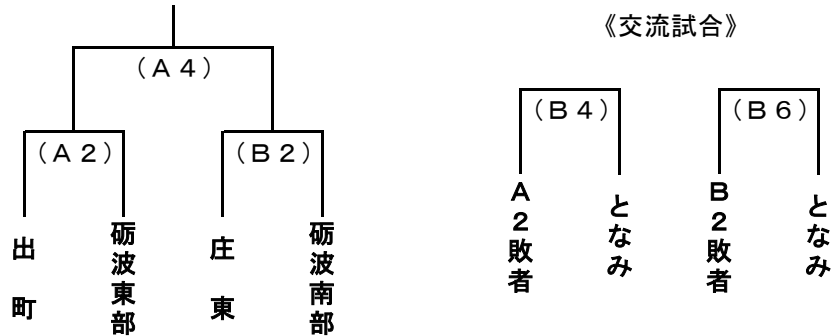 《交流試合》
(A4)
(B4)
(B6)
(A2)
(B2)
出町
砺波東部
庄東
砺波南部
A2敗者
となみ
B2敗者
となみ